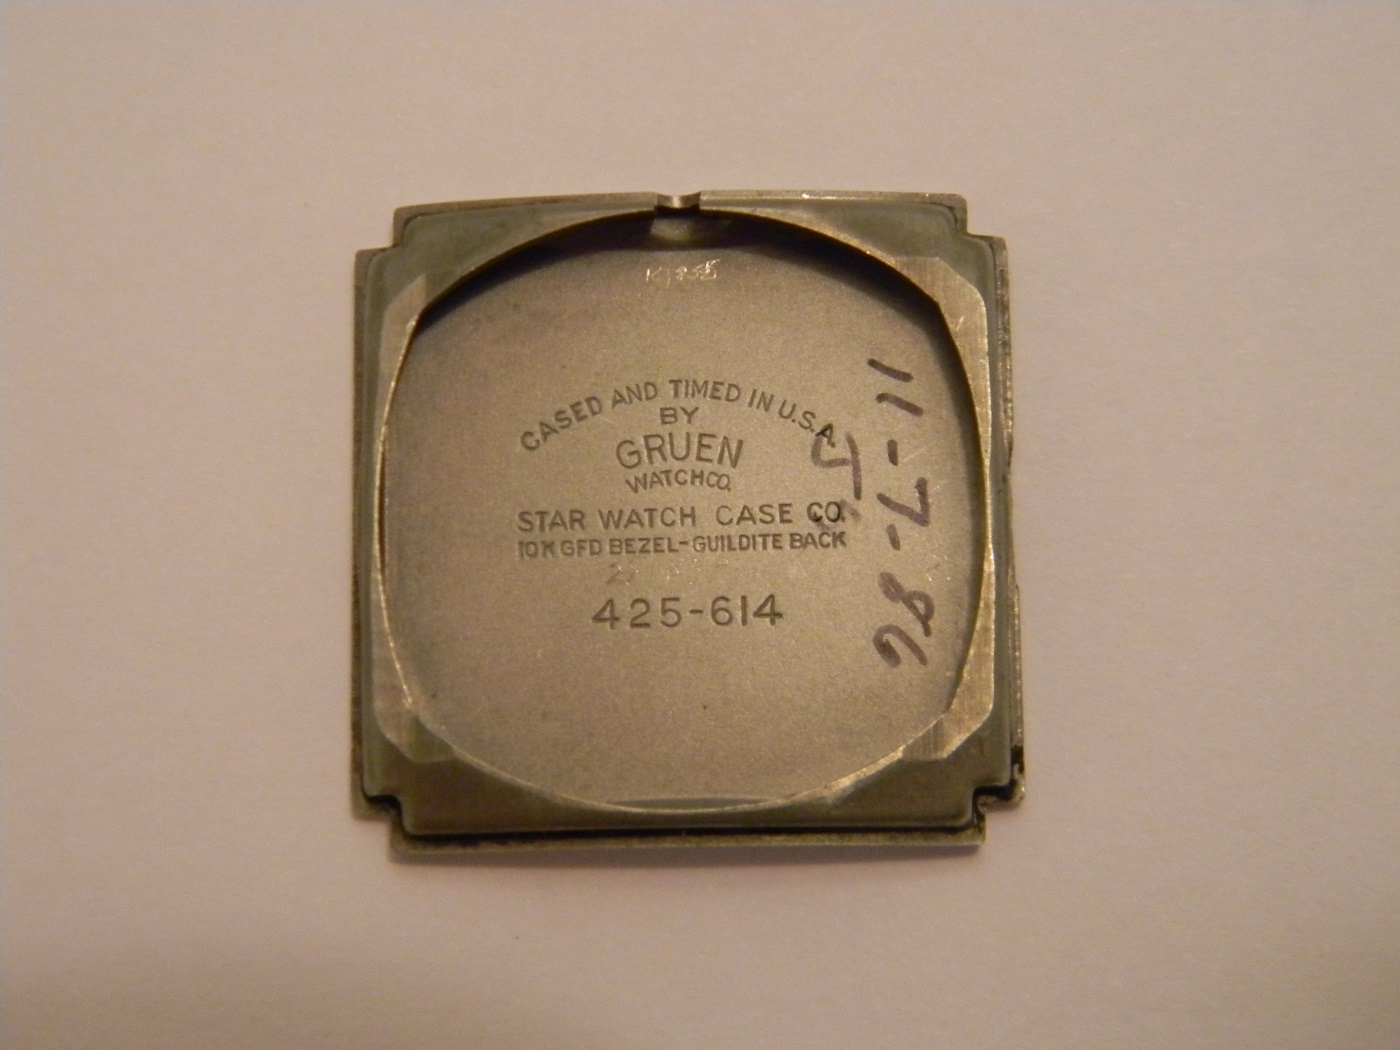 CASED AND TIMED IN U.S.A.
BY
GRUEN
WATCH CO.
STAR WATCH CASE CO.
10K GFD BEZEL-GUILDITE BACK
425-614
11-7-86